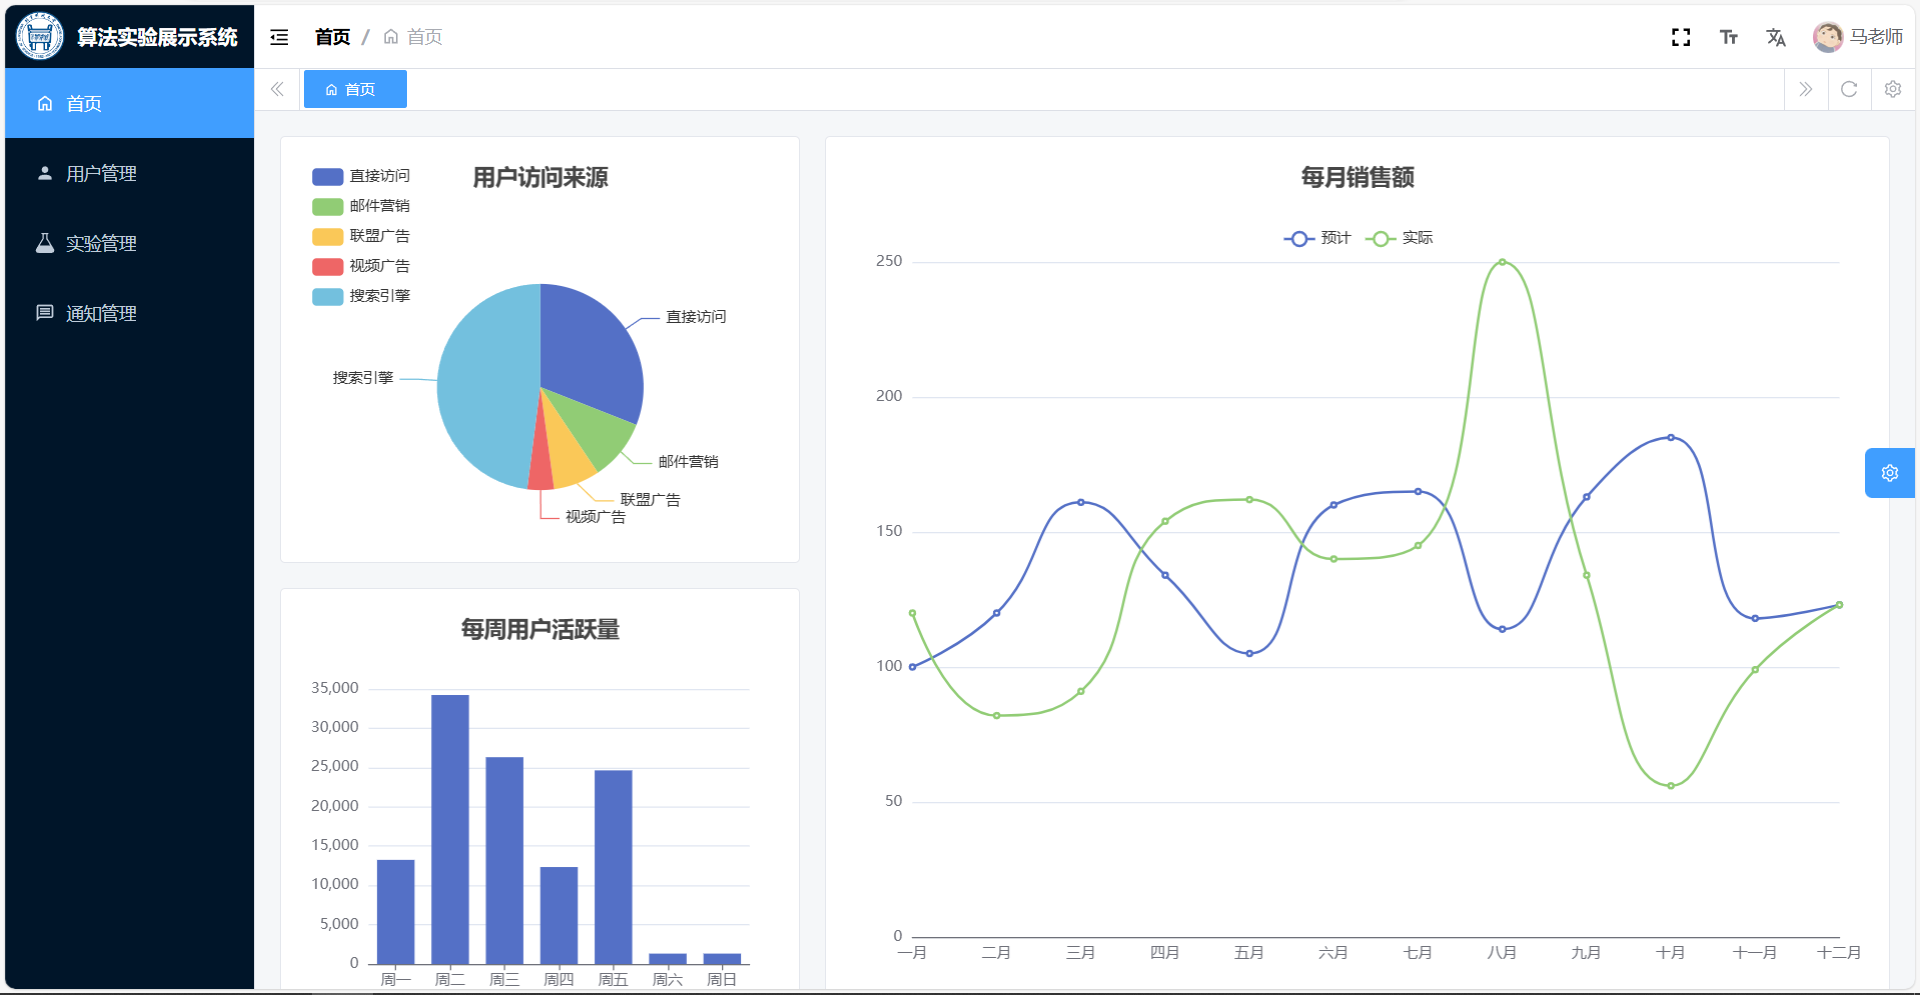 算法实验展示系统
首页 / 首页
马老师
首页
首页
用户管理
实验管理
通知管理
用户访问来源
直接访问
邮件营销
联盟广告
视频广告
搜索引擎
直接访问
搜索引擎
邮件营销
联盟广告
视频广告
每周用户活跃量
35,000
30,000
25,000
20,000
15,000
10,000
5,000
0
周一 周二 周三 周四 周五 周六 周日
每月销售额
预计 实际
250
200
150
100
50
0
一月 二月 三月 四月 五月 六月 七月 八月 九月 十月 十一月 十二月